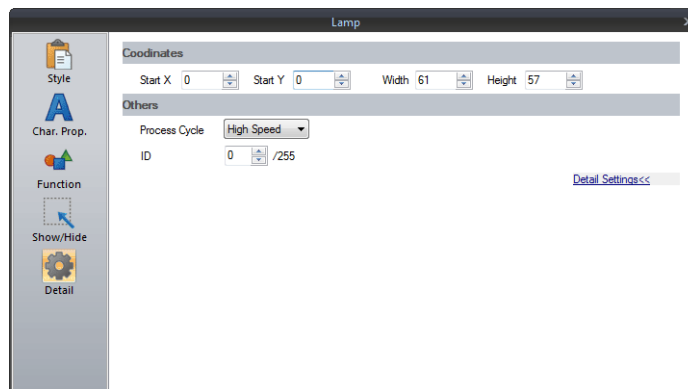 Lamp
Style
Char. Prop.
Function
Show/Hide
Detail
Coodinates
Start X 0 Start Y 0 Width 61 Height 57
Others
Process Cycle High Speed
ID 0 /255
Detail Settings<<